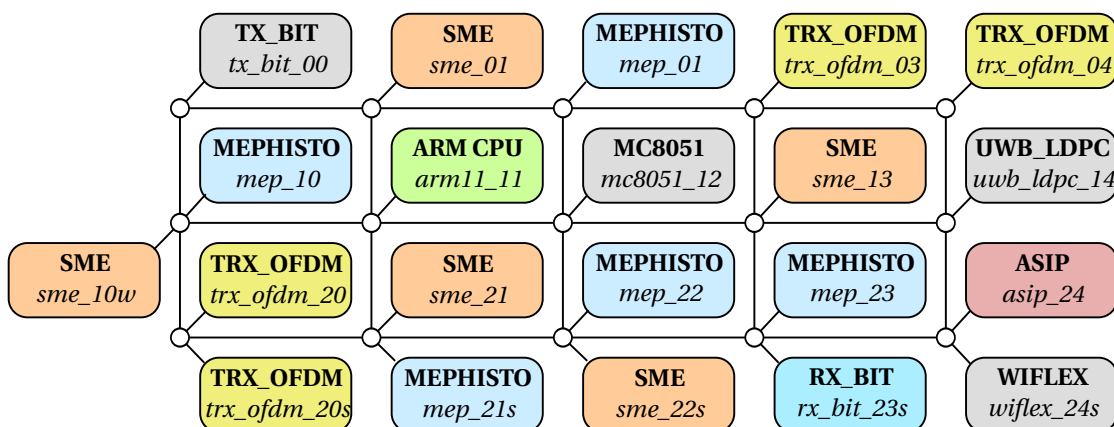 TX_BIT
tx_bit_00
SME
sme_01
MEPHISTO
mep_01
TRX_OFDM
trx_ofdm_03
TRX_OFDM
trx_ofdm_04
MEPHISTO
mep_10
ARM CPU
arm11_11
MC8051
mc8051_12
SME
sme_13
UWB_LDPC
uwb_ldpc_14
SME
sme_10w
TRX_OFDM
trx_ofdm_20
SME
sme_21
MEPHISTO
mep_22
MEPHISTO
mep_23
ASIP
asip_24
TRX_OFDM
trx_ofdm_20s
MEPHISTO
mep_21s
SME
sme_22s
RX_BIT
rx_bit_23s
WIFLEX
wiflex_24s